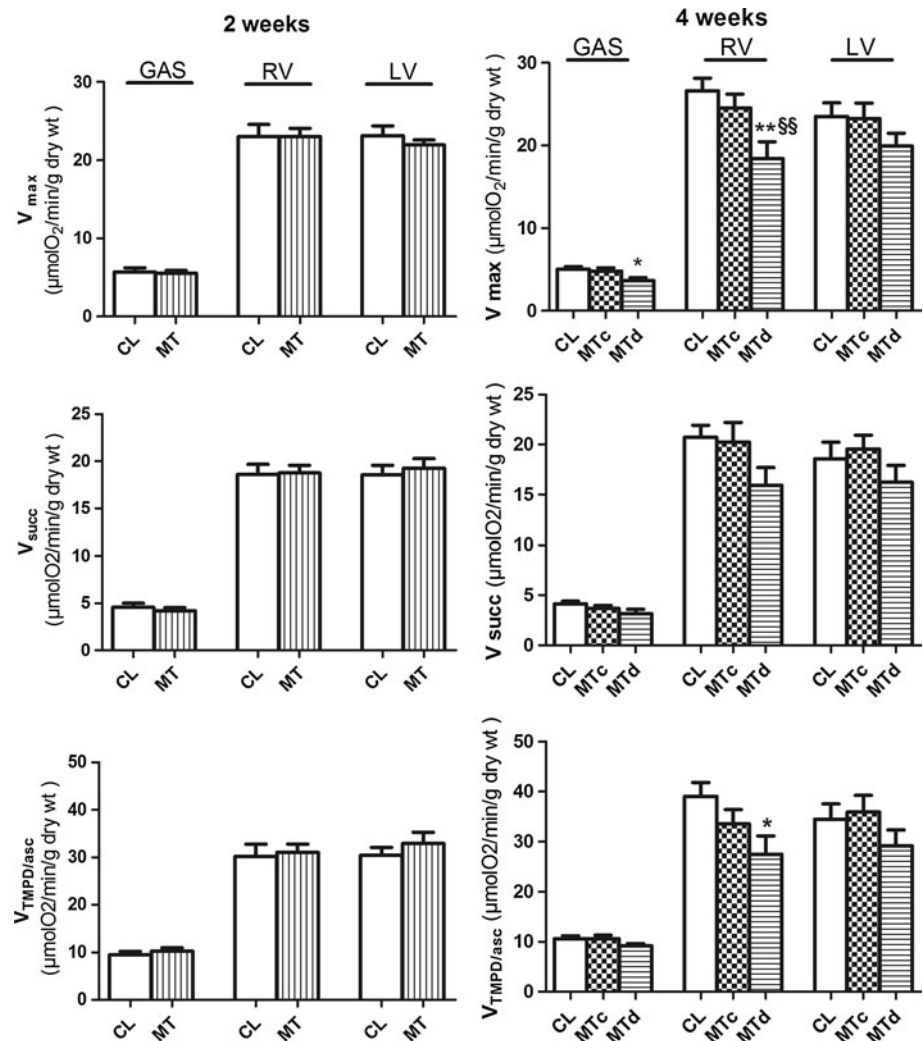 2 weeks
GAS RV LV
V max
(µmolO2/min/g dry wt )
30
20
10
0
CL MT CL MT CL MT
4 weeks
GAS RV LV
V max (µmolO2/min/g dry wt )
30
20
10
0
*
**§§
CL MTc MTd CL MTc MTd CL MTc MTd
Vsucc
(µmolO2/min/g dry wt )
25
20
15
10
5
0
CL MT CL MT CL MT
V succ (µmolO2/min/g dry wt )
25
20
15
10
5
0
CL MTc MTd CL MTc MTd CL MTc MTd
VTMPD/asc
(µmolO2/min/g dry wt )
50
40
30
20
10
0
CL MT CL MT CL MT
VTMPD/asc (µmolO2/min/g dry wt )
50
40
30
20
10
0
*
CL MTc MTd CL MTc MTd CL MTc MTd